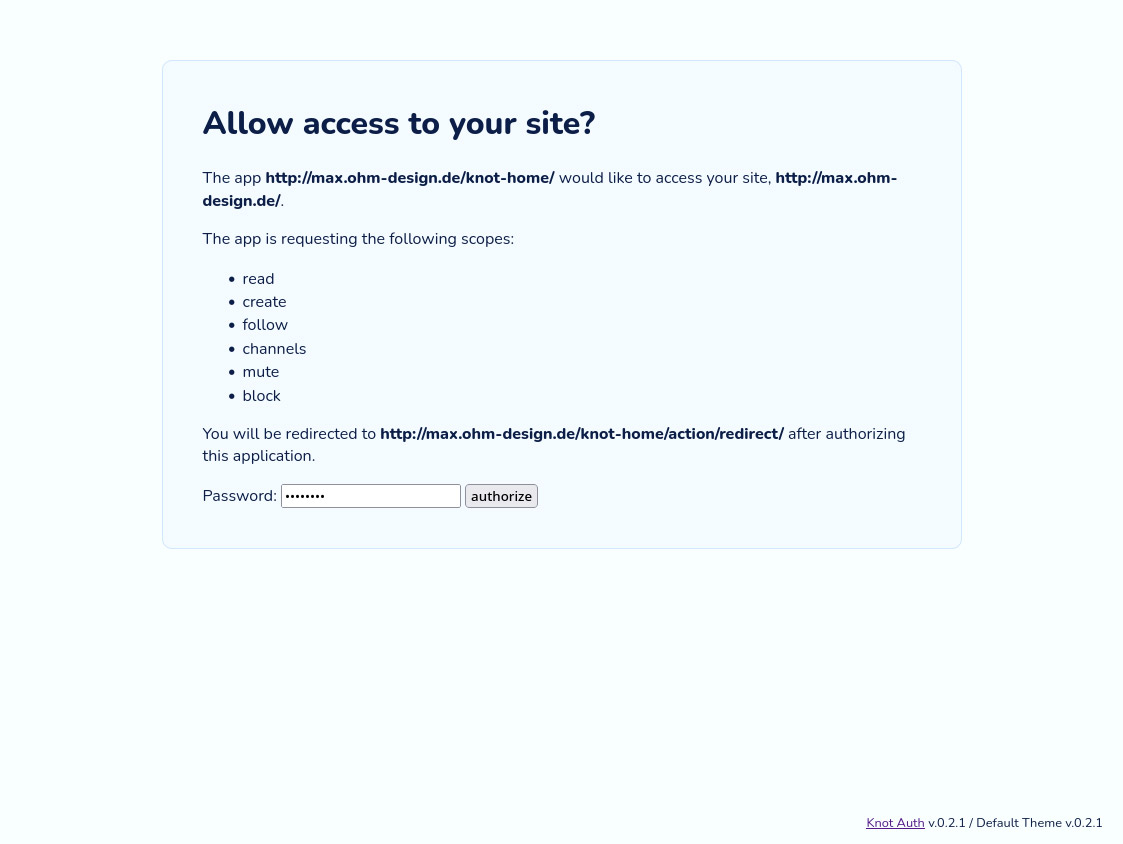 Allow access to your site?
The app http://max.ohm-design.de/knot-home/ would like to access your site, http://max.ohm-
design.de/.
The app is requesting the following scopes:
• read
• create
• follow
• channels
• mute
• block
You will be redirected to http://max.ohm-design.de/knot-home/action/redirect/ after authorizing
this application.
Password: •••••••• authorize
Knot Auth v.0.2.1 / Default Theme v.0.2.1